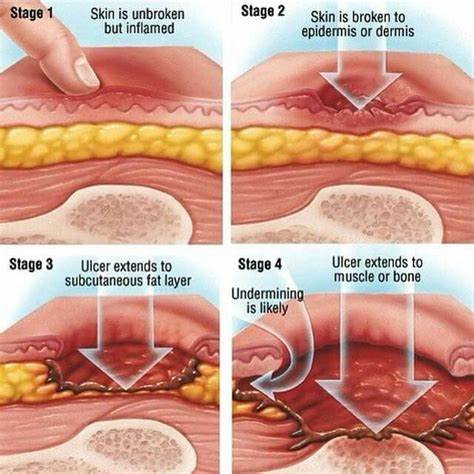 Stage 1
Skin is unbroken
but inflamed
Stage 2
Skin is broken to
epidermis or dermis
Stage 3
Ulcer extends to
subcutaneous fat layer
Stage 4
Undermining
is likely
Ulcer extends to
muscle or bone